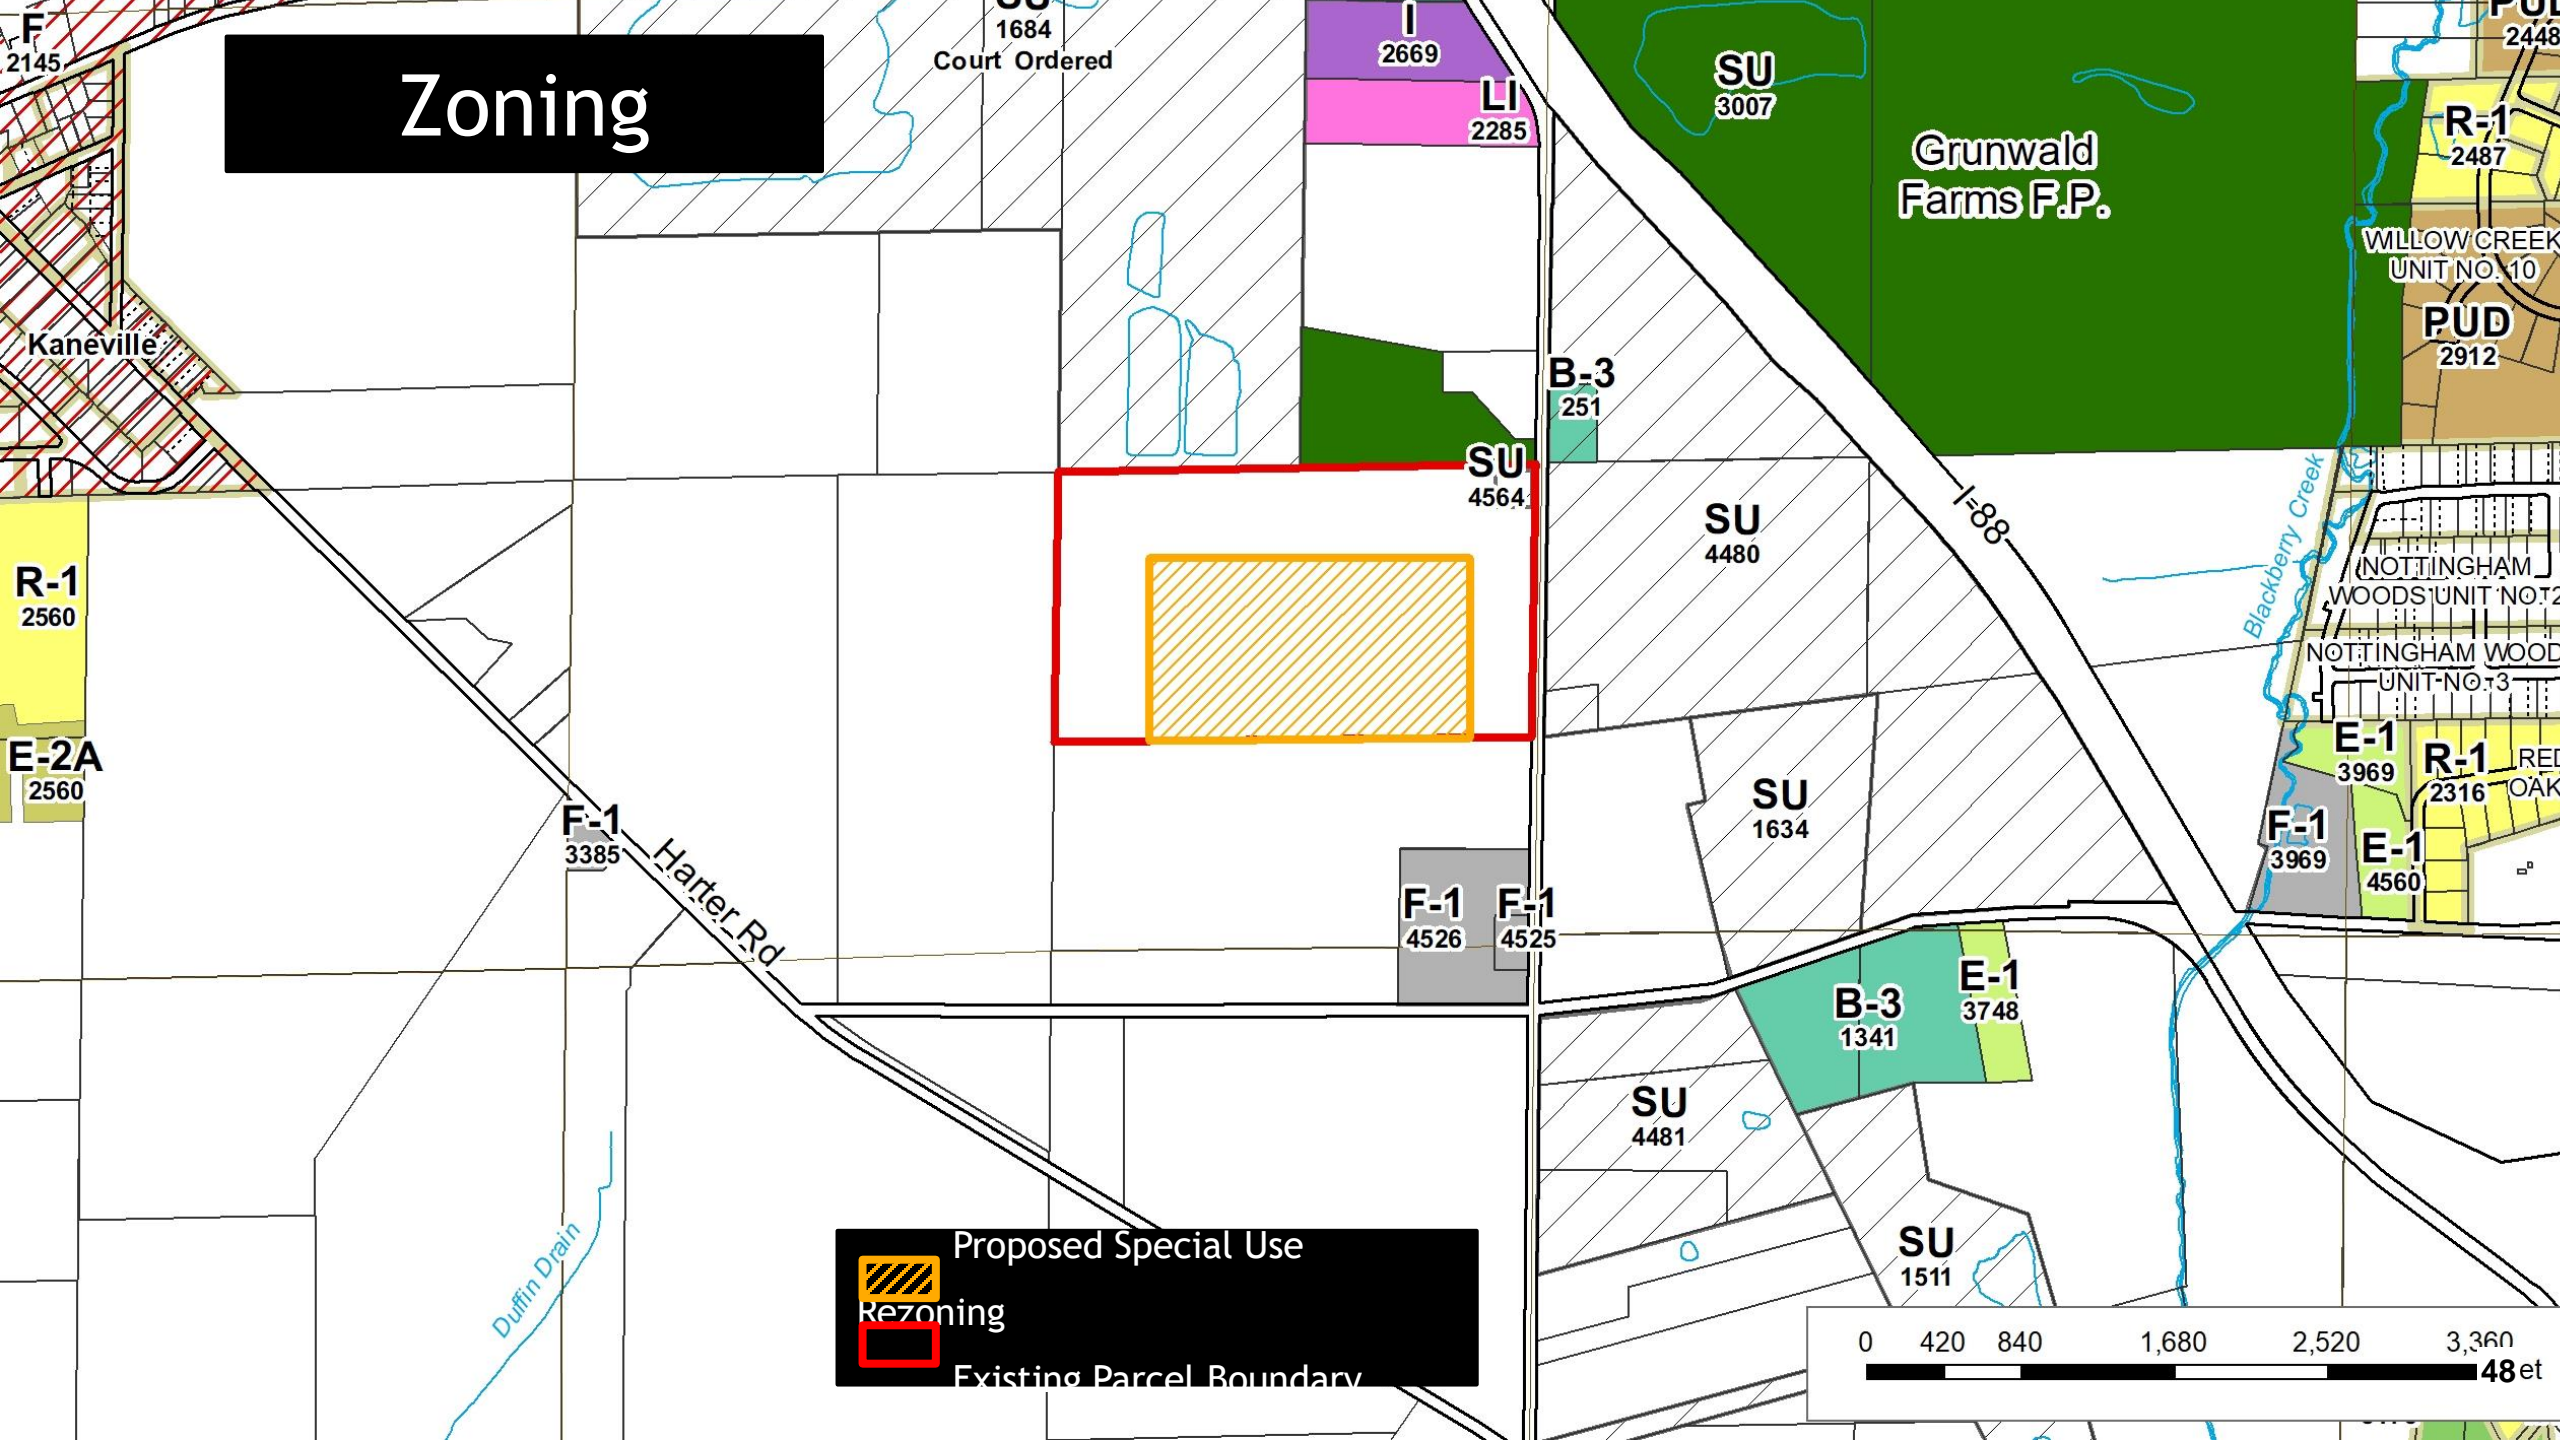 F
2145
Zoning
1684
Court Ordered
I
2669
LI
2285
SU
3007
Grunwald
Farms F.P.
2448
R-1
2487
WILLOW CREEK
UNIT NO. 10
PUD
2912
Kaneville
B-3
251
SU
4564
SU
4480
I-88
Blackberry Creek
NOTTINGHAM
WOODS UNIT NO. 2
NOTTINGHAM WOOD
UNIT NO. 3
R-1
2560
E-2A
2560
F-1
3385
Harter Rd
SU
1634
E-1
3969
R-1
2316
RED
OAK
F-1
3969
E-1
4560
F-1
4526
F-1
4525
B-3
1341
E-1
3748
SU
4481
SU
1511
Duffin Drain
Proposed Special Use
Rezoning
Existing Parcel Boundary
0 420 840 1,680 2,520 3,360
48 et